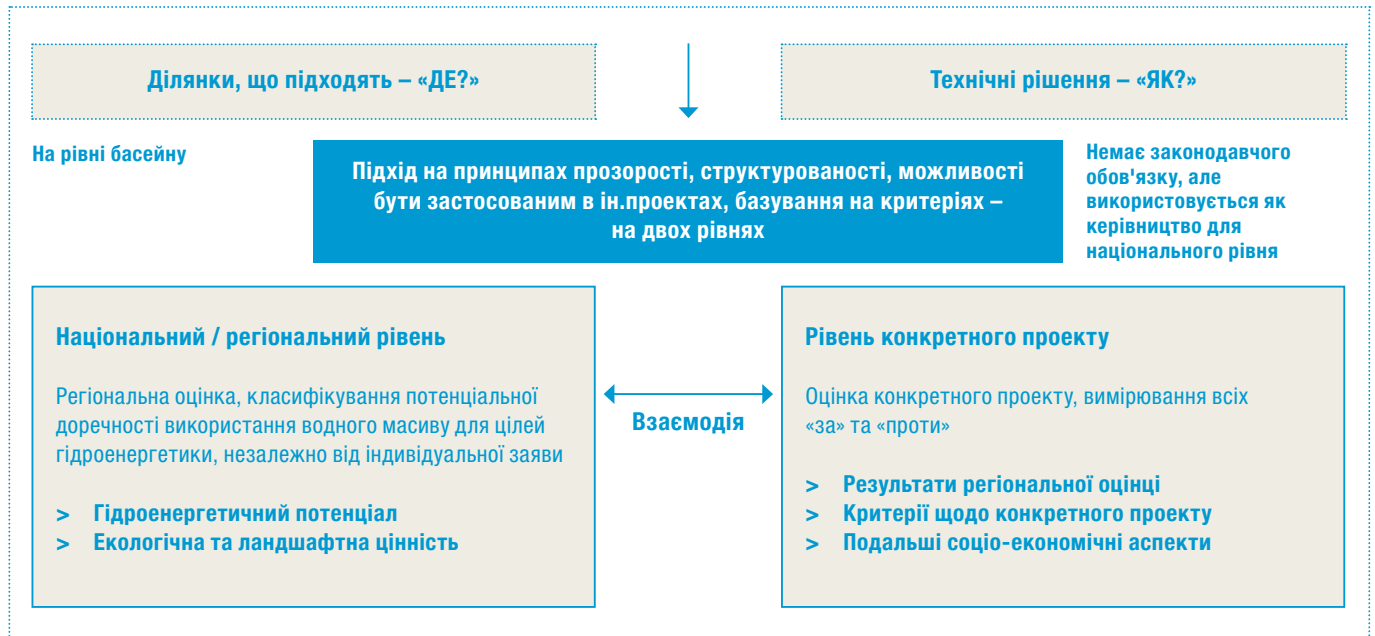 Ділянки, що підходять – «ДЕ?»
Технічні рішення – «ЯК?»
На рівні басейну
Підхід на принципах прозорості, структурованості, можливості
бути застосованим в ін.проектах, базування на критеріях –
на двох рівнях
Немає законодавчого
обов'язку, але
використовується як
керівництво для
національного рівня
Національний / регіональний рівень
Регіональна оцінка, класифікування потенціальної
доречності використання водного масиву для цілей
гідроенергетики, незалежно від індивідуальної заяви
> Гідроенергетичний потенціал
> Екологічна та ландшафтна цінність
Взаємодія
Рівень конкретного проекту
Оцінка конкретного проекту, вимірювання всіх
«за» та «проти»
> Результати регіональної оцінці
> Критерії щодо конкретного проекту
> Подальші соціо-економічні аспекти